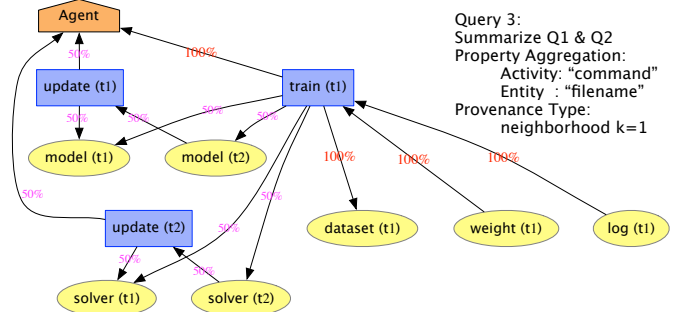 Agent
Query 3:
Summarize Q1 & Q2
Property Aggregation:
Activity: “command”
Entity : “filename”
Provenance Type:
neighborhood k=1
50%
100%
update (t1)
train (t1)
50%
50%
50%
model (t1)
model (t2)
100%
100%
100%
50%
update (t2)
50%
dataset (t1)
weight (t1)
log (t1)
50%
50%
solver (t1)
solver (t2)